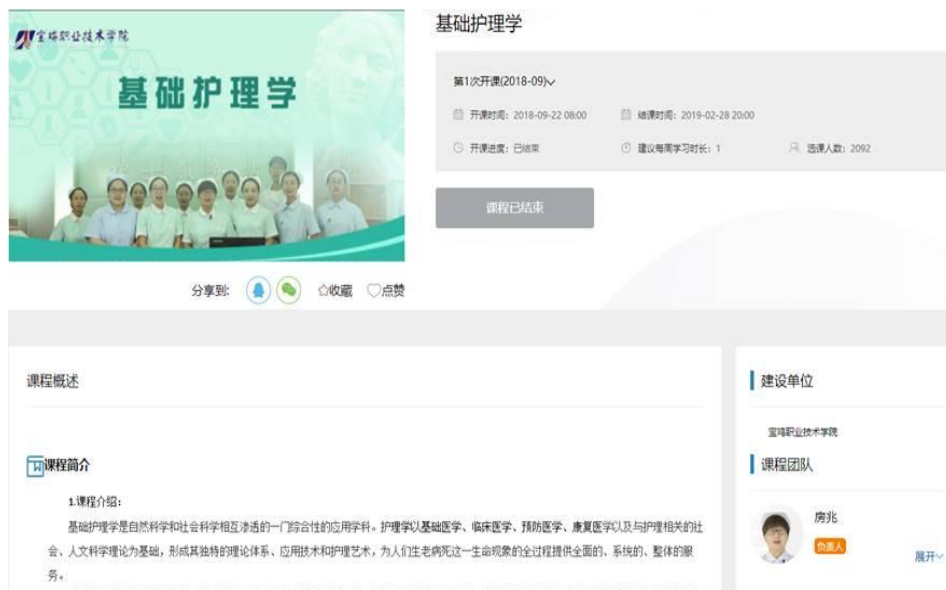 基础护理学
宝鸡职业技术学院
基础护理学
第1次开课(2018-09)
开课时间：2018-09-22 08:00
结课时间：2019-02-28 20:00
开课进度：已结束
建议每周学习时长：1
选课人数：2092
课程已结束
分享到:
收藏
点赞
课程概述
课程简介
1.课程介绍：
基础护理学是自然科学和社会科学相互渗透的一门综合性的应用学科。护理学以基础医学、临床医学、预防医学、康复医学以及与护理相关的社
会、人文科学理论为基础，形成其独特的理论体系、应用技术和护理艺术，为人们生老病死这一生命现象的全过程提供全面的、系统的、整体的服
务。
建设单位
宝鸡职业技术学院
课程团队
房兆
负责人
展开